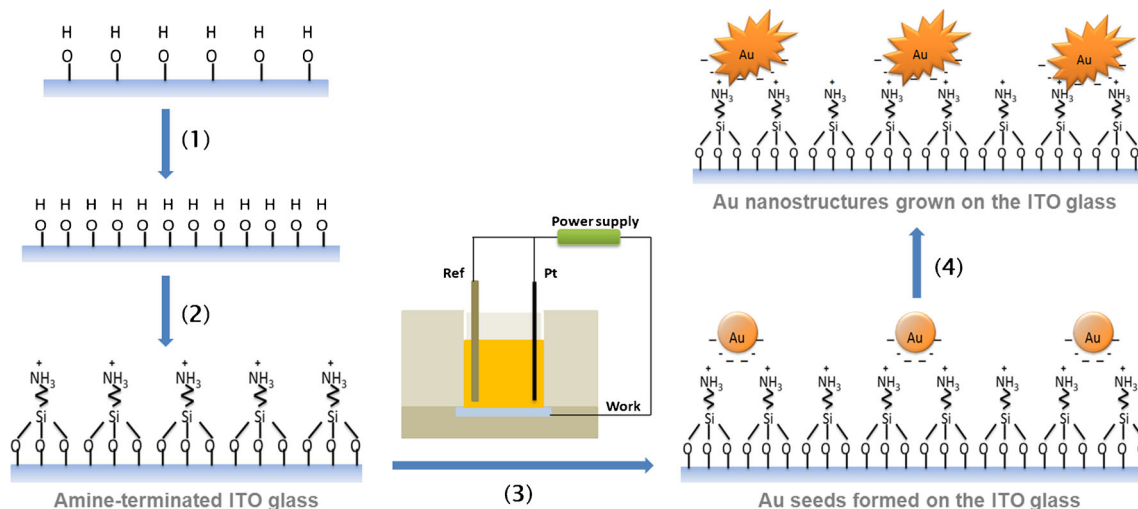 H H H H H H
O O O O O O
(1)
H H H H H H H H H H H H
O O O O O O O O O O O O
(2)
+ + + + +
NH3 NH3 NH3 NH3 NH3
Si Si Si Si Si
O O O O O O O O O O O O O O O
Amine-terminated ITO glass
Power supply
Ref Pt
Work
(3)
Au Au Au
+ + + + + + + +
NH3 NH3 NH3 NH3 NH3 NH3 NH3 NH3
Si Si Si Si Si Si Si Si
O O O O O O O O O O O O O O O O O O O O O O O O
Au nanostructures grown on the ITO glass
(4)
Au Au Au
+ + + + + + + +
NH3 NH3 NH3 NH3 NH3 NH3 NH3 NH3
Si Si Si Si Si Si Si Si
O O O O O O O O O O O O O O O O O O O O O O O O
Au seeds formed on the ITO glass